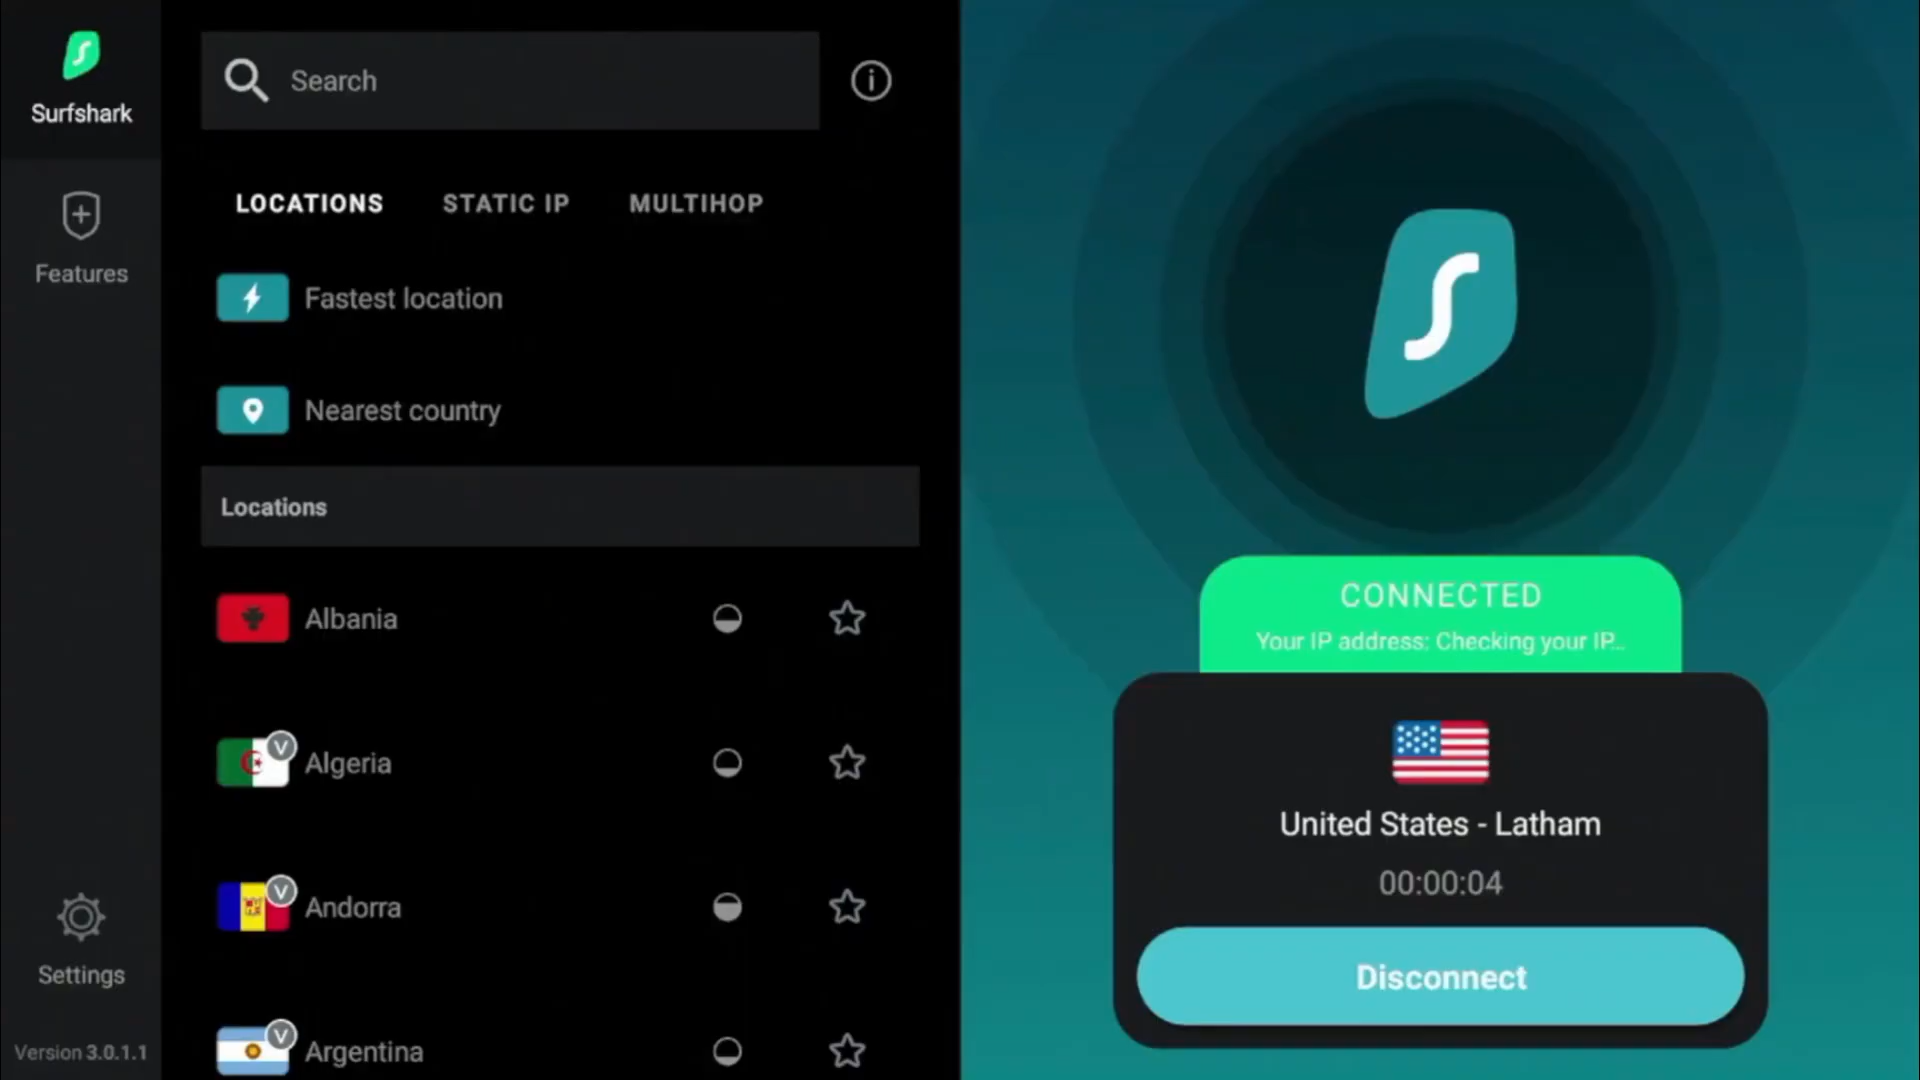 Surfshark
Features
Settings
Version 3.0.1.1
Search
LOCATIONS STATIC IP MULTIHOP
Fastest location
Nearest country
Locations
Albania
V Algeria
V Andorra
V Argentina
CONNECTED
Your IP address: Checking your IP...
United States - Latham
00:00:04
Disconnect